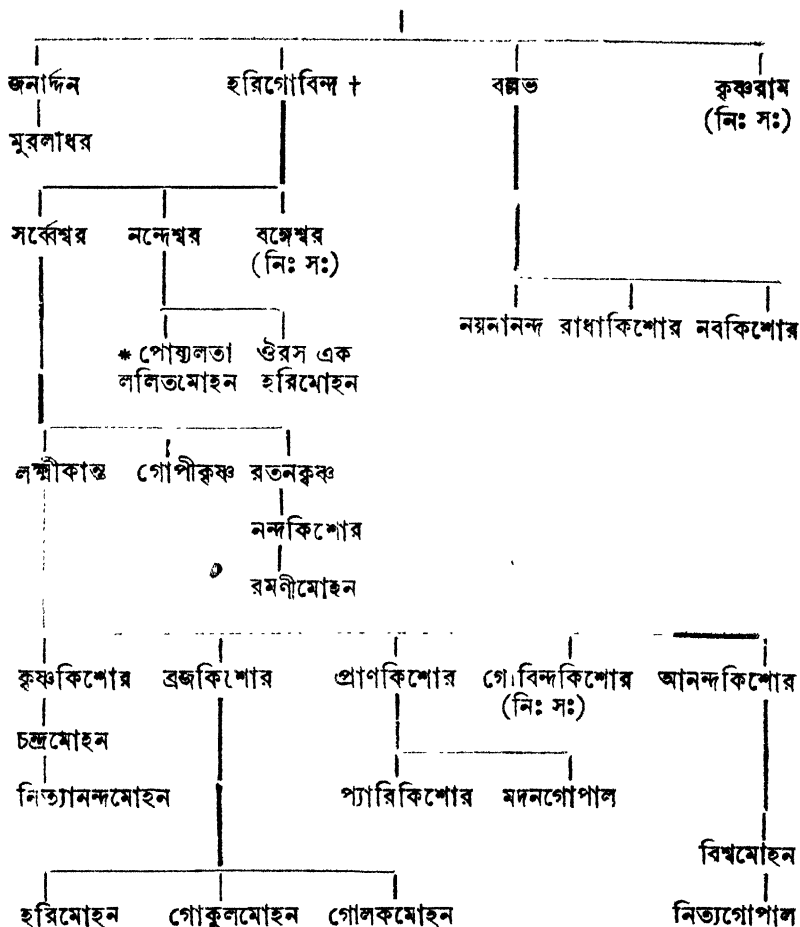 জনার্দ্দন হরিগোবিন্দ † বল্লভ কৃষ্ণরাম
(নিঃ সঃ)
মুরলাধর
সর্ব্বেশ্বর নন্দেশ্বর বঙ্গেশ্বর
(নিঃ সঃ)
নয়নানন্দ রাধাকিশোর নবকিশোর
* পোষ্যলতা ঔরস এক
ললিতমোহন হরিমোহন
লক্ষ্মীকান্ত গোপীকৃষ্ণ রতনকৃষ্ণ
নন্দকিশোর
রমণীমোহন
কৃষ্ণকিশোর ব্রজকিশোর প্রাণকিশোর গোবিন্দকিশোর আনন্দকিশোর
(নিঃ সঃ)
চন্দ্রমোহন
নিত্যানন্দমোহন প্যারিকিশোর মদনগোপাল
বিশ্বমোহন
হরিমোহন গোকুলমোহন গোলকমোহন নিত্যগোপাল